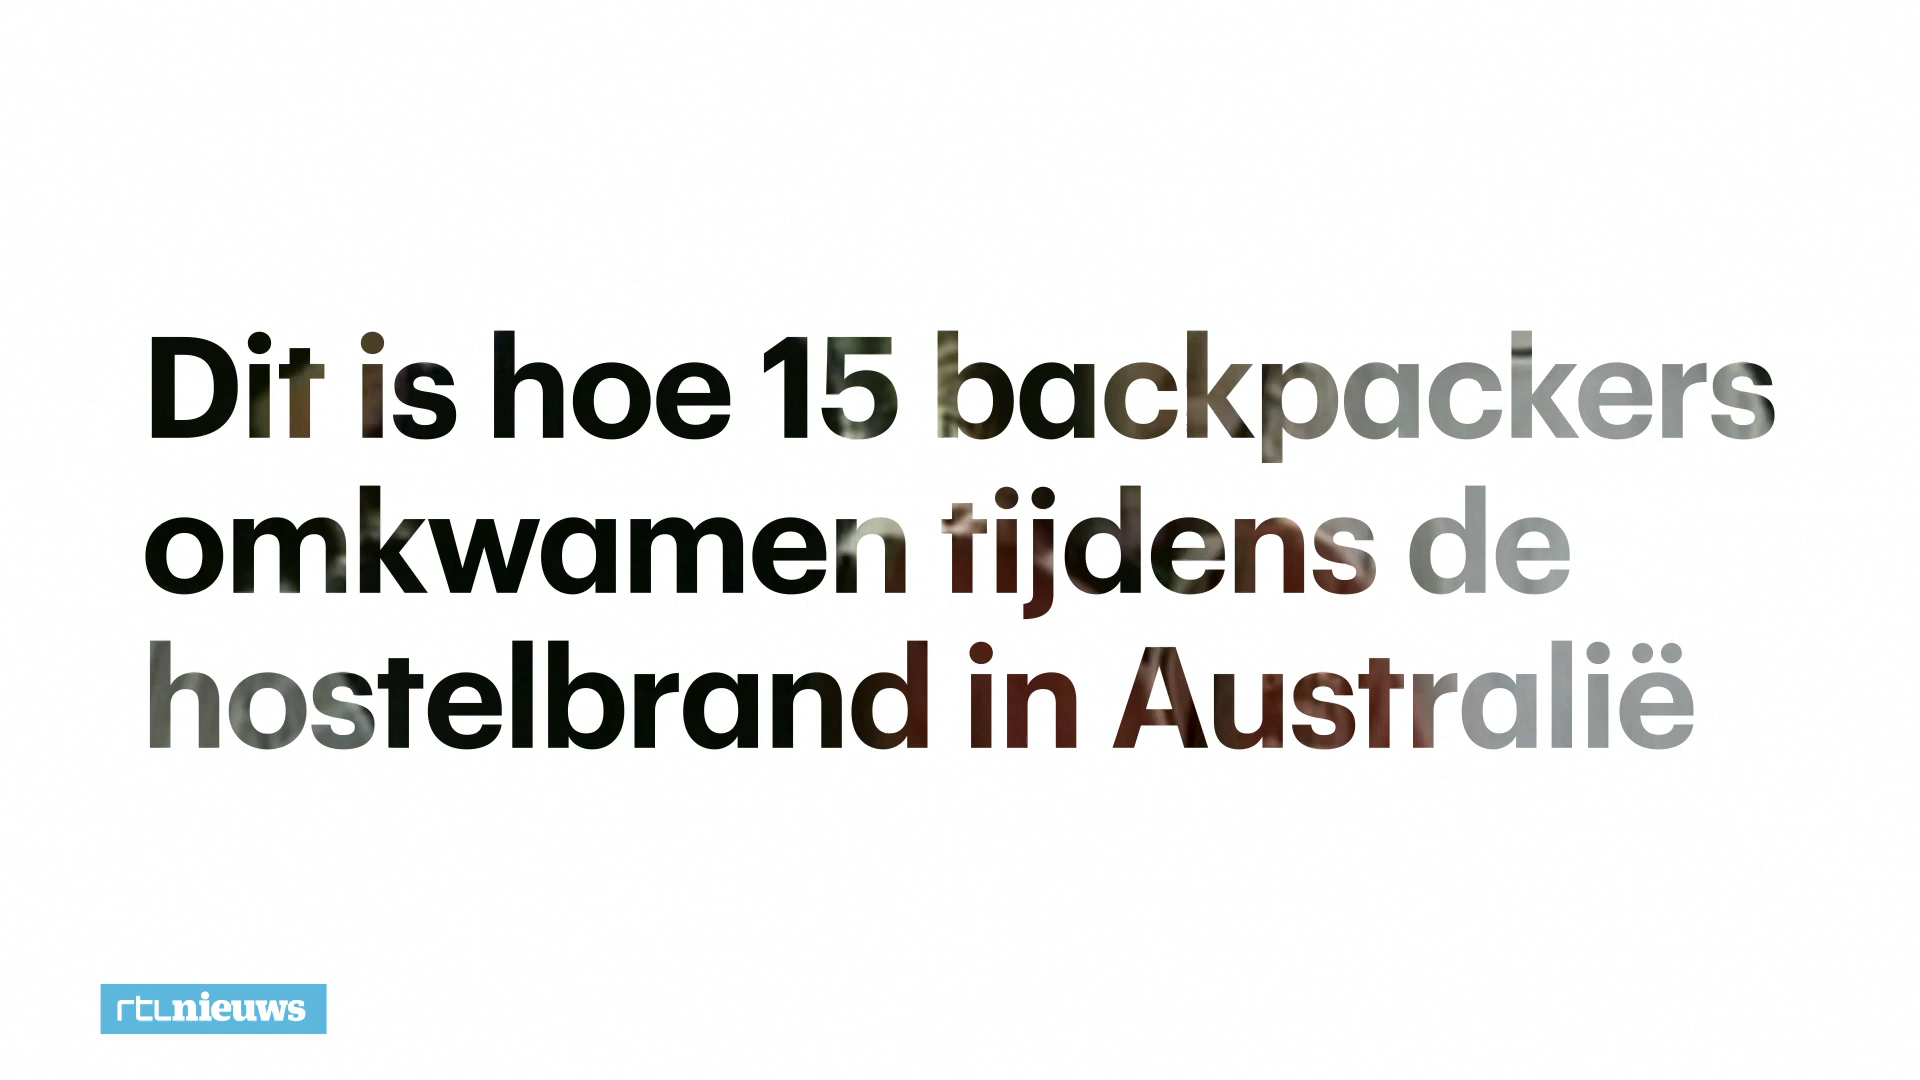 Dit is hoe 15 backpackers
omkwamen tijdens de
hostelbrand in Australië
rtlnieuws